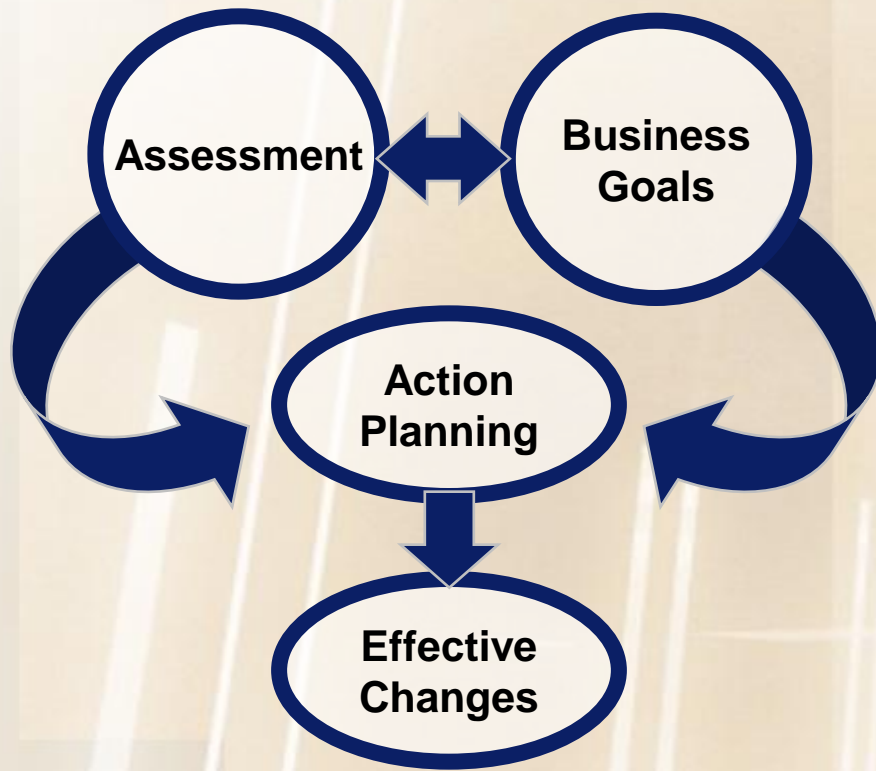 Assessment
Business
Goals
Action
Planning
Effective
Changes